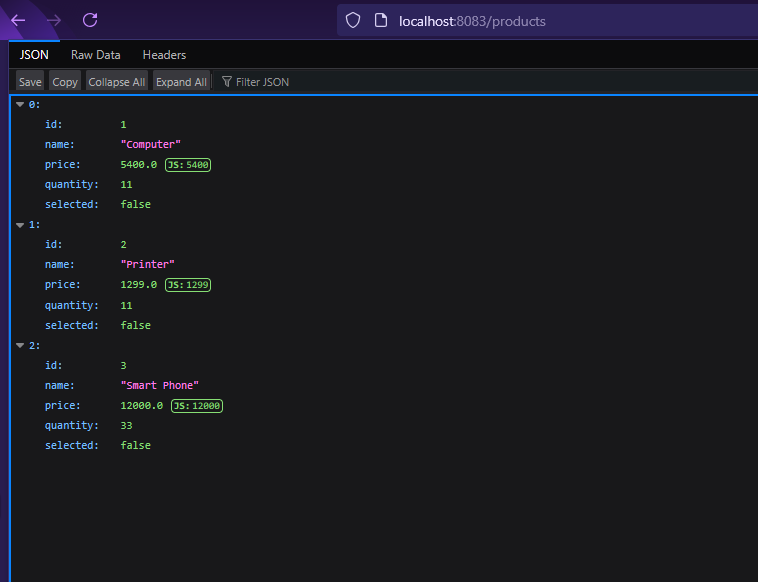 localhost:8083/products
JSON Raw Data Headers
Save Copy Collapse All Expand All Filter JSON
0:
id: 1
name: "Computer"
price: 5400.0 JS:5400
quantity: 11
selected: false
1:
id: 2
name: "Printer"
price: 1299.0 JS:1299
quantity: 11
selected: false
2:
id: 3
name: "Smart Phone"
price: 12000.0 JS:12000
quantity: 33
selected: false